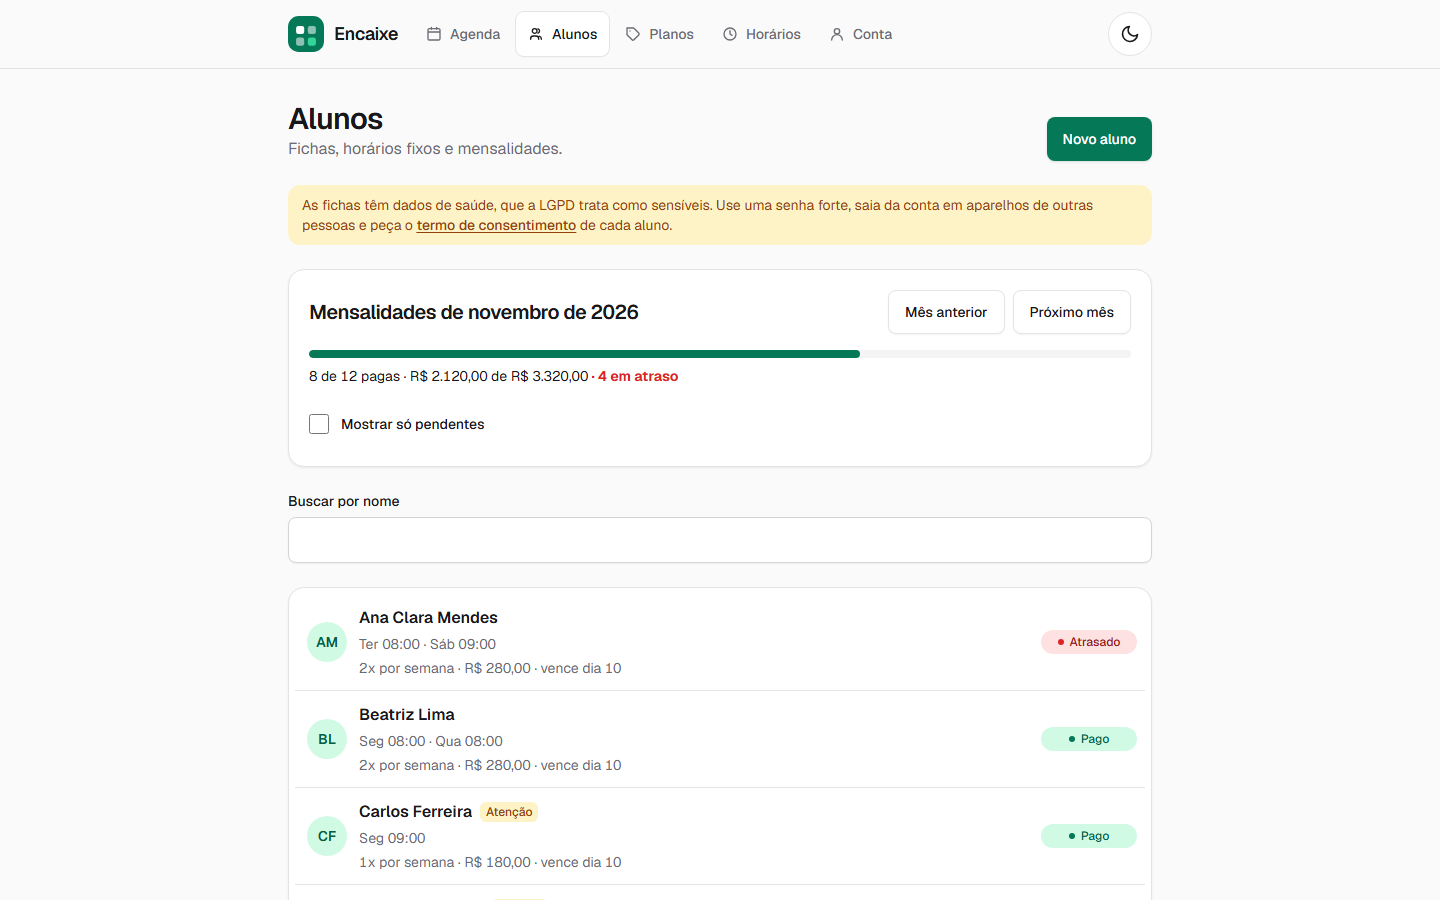 Encaixe
Agenda
Alunos
Planos
Horários
Conta
Alunos
Fichas, horários fixos e mensalidades.
Novo aluno
As fichas têm dados de saúde, que a LGPD trata como sensíveis. Use uma senha forte, saia da conta em aparelhos de outras
pessoas e peça o termo de consentimento de cada aluno.
Mensalidades de novembro de 2026
Mês anterior
Próximo mês
8 de 12 pagas · R$ 2.120,00 de R$ 3.320,00 · 4 em atraso
Mostrar só pendentes
Buscar por nome
AM
Ana Clara Mendes
Ter 08:00 · Sáb 09:00
2x por semana · R$ 280,00 · vence dia 10
Atrasado
BL
Beatriz Lima
Seg 08:00 · Qua 08:00
2x por semana · R$ 280,00 · vence dia 10
Pago
CF
Carlos Ferreira Atenção
Seg 09:00
1x por semana · R$ 180,00 · vence dia 10
Pago